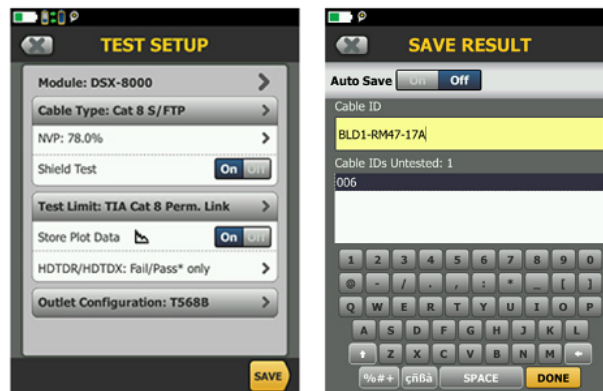 TEST SETUP
Module: DSX-8000
Cable Type: Cat 8 S/FTP
NVP: 78.0%
Shield Test On Off
Test Limit: TIA Cat 8 Perm. Link
Store Plot Data On Off
HDTDR/HDTDX: Fail/Pass* only
Outlet Configuration: T568B
SAVE
SAVE RESULT
Auto Save On Off
Cable ID
BLD1-RM47-17A
Cable IDs Untested: 1
006
1 2 3 4 5 6 7 8 9 0
@ - / . , : * _ [ ]
Q W E R T Y U I O P
A S D F G H J K L
Z X C V B N M
%#+ çñßà SPACE DONE